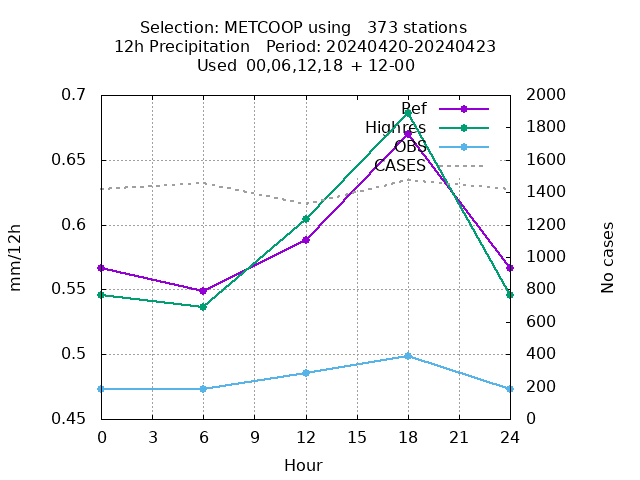 Selection: METCOOP using   373 stations
12h Precipitation   Period: 20240420-20240423
Used  00,06,12,18  + 12-00
0.7
0.65
0.6
0.55
0.5
0.45
mm/12h
2000
1800
1600
1400
1200
1000
800
600
400
200
0
No cases
Ref
Highres
OBS
CASES
0 3 6 9 12 15 18 21 24
Hour